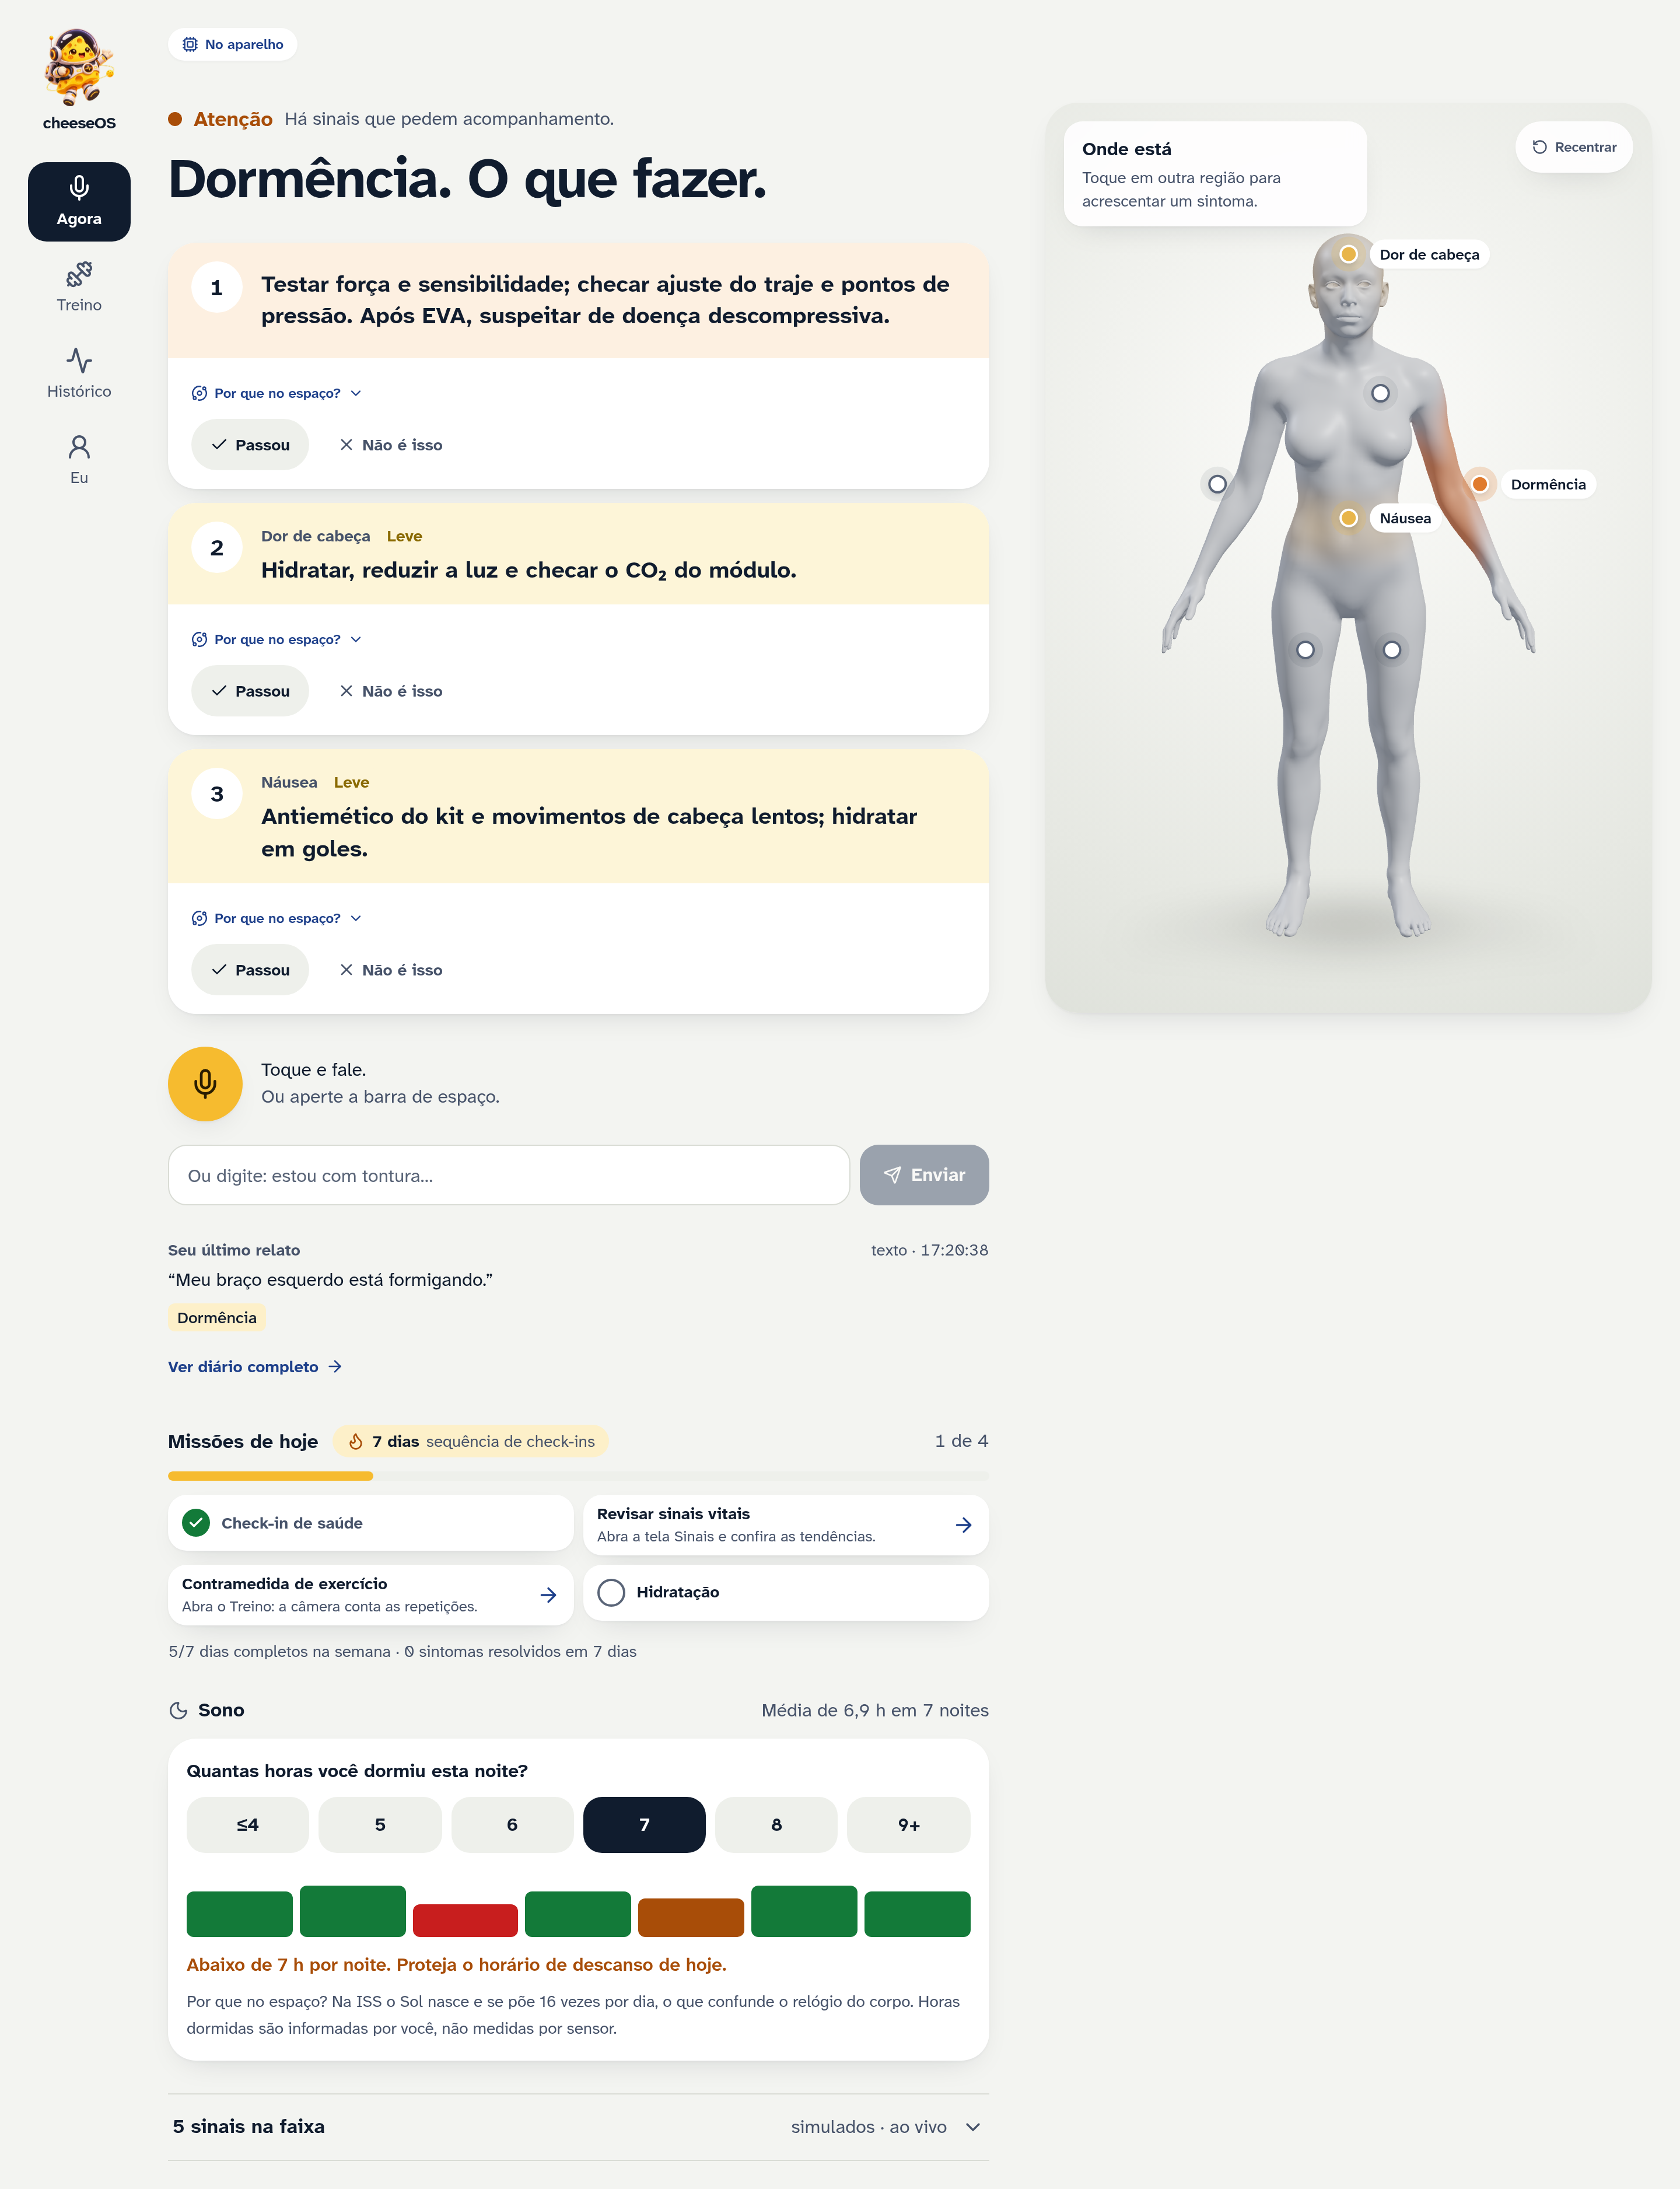 cheeseOS
Agora
Treino
Histórico
Eu
No aparelho
Atenção Há sinais que pedem acompanhamento.
Dormência. O que fazer.
1
Testar força e sensibilidade; checar ajuste do traje e pontos de
pressão. Após EVA, suspeitar de doença descompressiva.
Por que no espaço?
Passou Não é isso
2
Dor de cabeça Leve
Hidratar, reduzir a luz e checar o CO₂ do módulo.
Por que no espaço?
Passou Não é isso
3
Náusea Leve
Antiemético do kit e movimentos de cabeça lentos; hidratar
em goles.
Por que no espaço?
Passou Não é isso
Toque e fale.
Ou aperte a barra de espaço.
Ou digite: estou com tontura...
Enviar
Seu último relato texto · 17:20:38
“Meu braço esquerdo está formigando.”
Dormência
Ver diário completo
Missões de hoje 7 dias sequência de check-ins 1 de 4
Check-in de saúde
Revisar sinais vitais
Abra a tela Sinais e confira as tendências.
Contramedida de exercício
Abra o Treino: a câmera conta as repetições.
Hidratação
5/7 dias completos na semana · 0 sintomas resolvidos em 7 dias
Sono Média de 6,9 h em 7 noites
Quantas horas você dormiu esta noite?
≤4 5 6 7 8 9+
Abaixo de 7 h por noite. Proteja o horário de descanso de hoje.
Por que no espaço? Na ISS o Sol nasce e se põe 16 vezes por dia, o que confunde o relógio do corpo. Horas
dormidas são informadas por você, não medidas por sensor.
5 sinais na faixa simulados · ao vivo
Onde está
Toque em outra região para
acrescentar um sintoma.
Recentrar
Dor de cabeça
Dormência
Náusea